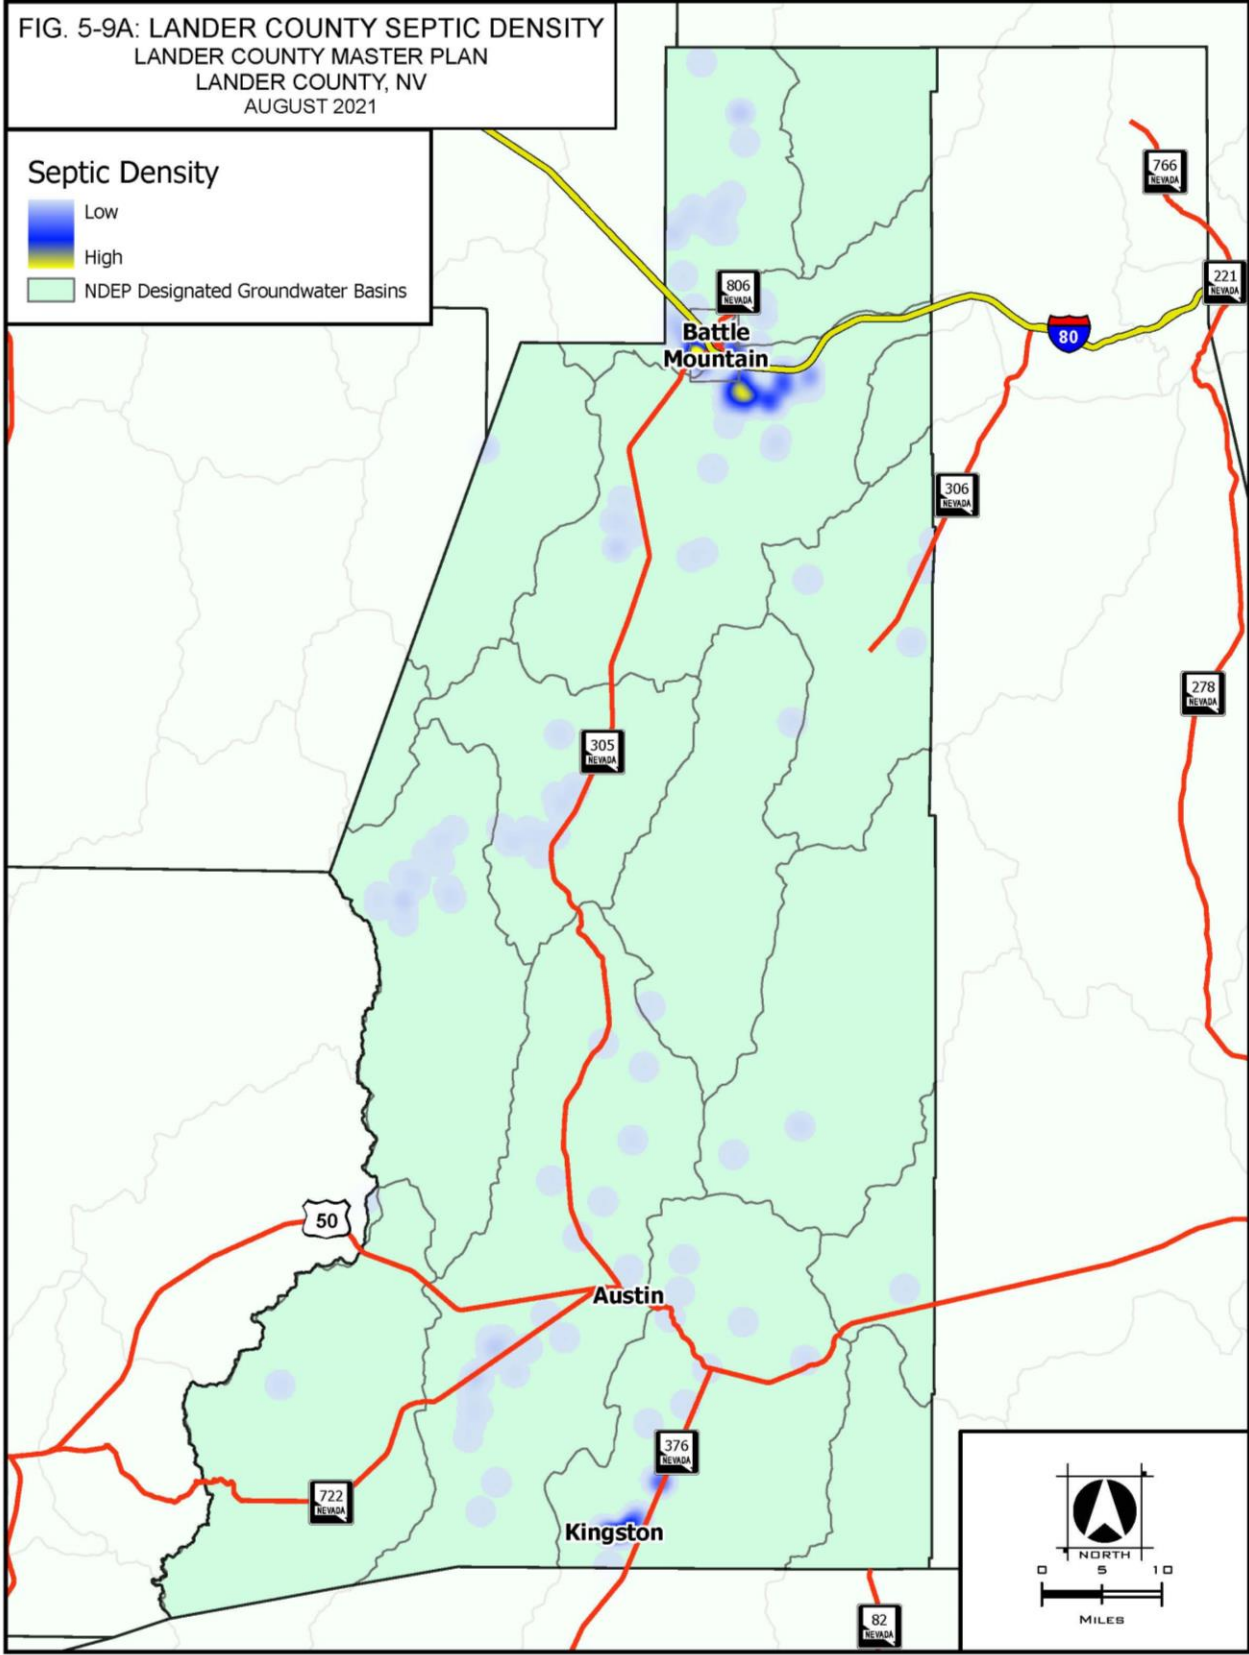 FIG. 5-9A: LANDER COUNTY SEPTIC DENSITY
LANDER COUNTY MASTER PLAN
LANDER COUNTY, NV
AUGUST 2021
Septic Density
Low
High
NDEP Designated Groundwater Basins
766
NEVADA
221
NEVADA
806
NEVADA
80
Battle
Mountain
306
NEVADA
278
NEVADA
305
NEVADA
50
Austin
376
NEVADA
722
NEVADA
Kingston
82
NEVADA
NORTH
0 5 10
MILES